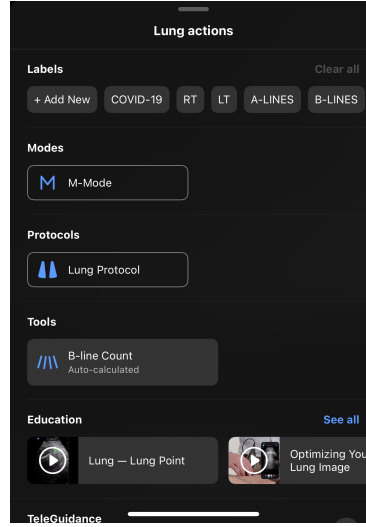 Lung actions
Labels Clear all
+ Add New COVID-19 RT LT A-LINES B-LINES
Modes
M-Mode
Protocols
Lung Protocol
Tools
B-line Count
Auto-calculated
Education See all
Lung — Lung Point
Optimizing You
Lung Image
TeleGuidance